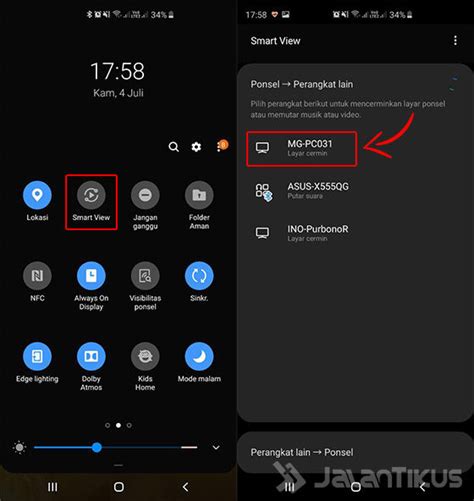 17:58
Kam, 4 Juli
Lokasi
Smart View
Jangan
ganggu
Folder
Aman
NFC
Always On
Display
Visibilitas
ponsel
Sinkr.
Edge lighting
Dolby
Atmos
Kids
Home
Mode malam
17:58
Smart View
Ponsel → Perangkat lain
Pilih perangkat berikut untuk mencerminkan layar ponsel
atau memutar musik atau video.
MG-PC031
Layar cermin
ASUS-X555QG
Putar suara
INO-PurbonoR
Layar cermin
Perangkat lain → Ponsel
JALANTIKUS